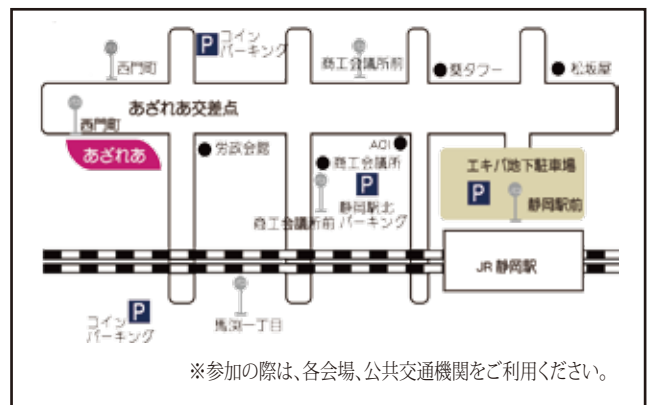 コイン
パーキング
西門町
商工会議所前
●葵タワー
●松坂屋
あざれあ交差点
西門町
あざれあ
●労政会館
AOI●
●商工会議所
エキパ地下駐車場
P
静岡駅北
パーキング
商工会議所前
P
静岡駅前
JR 静岡駅
P
コイン
パーキング
P
馬渕一丁目
※参加の際は、各会場、公共交通機関をご利用ください。